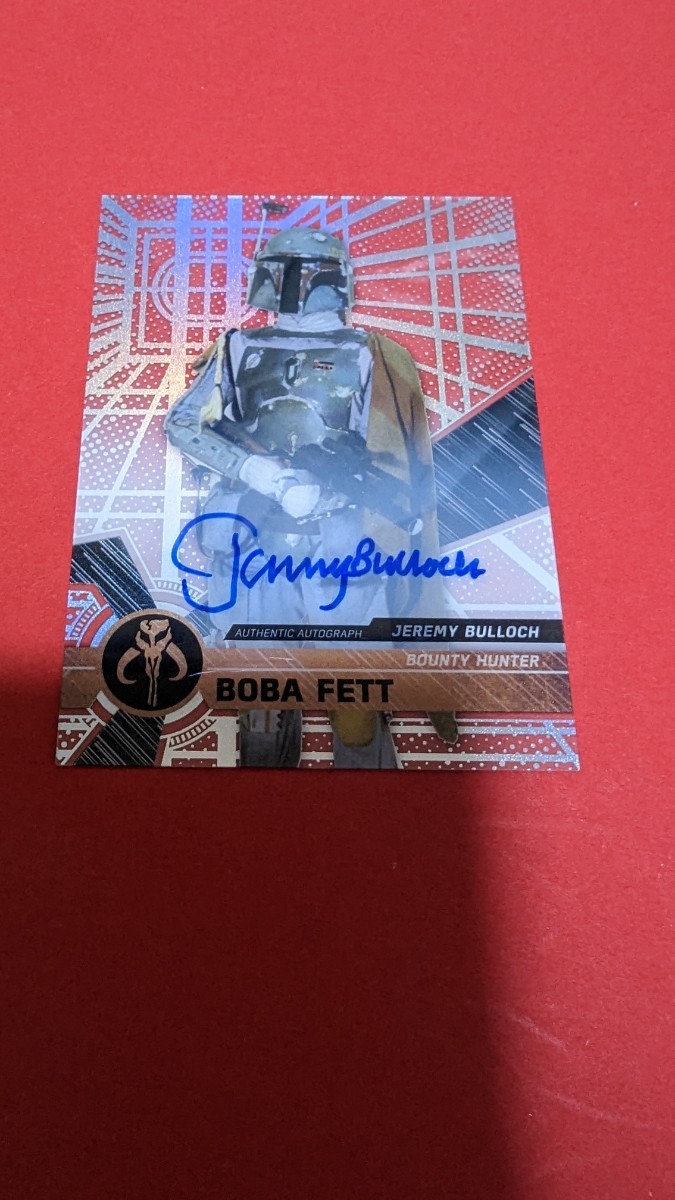 Jeremy Bulloch
AUTHENTIC AUTOGRAPH
JEREMY BULLOCH
BOUNTY HUNTER
BOBA FETT